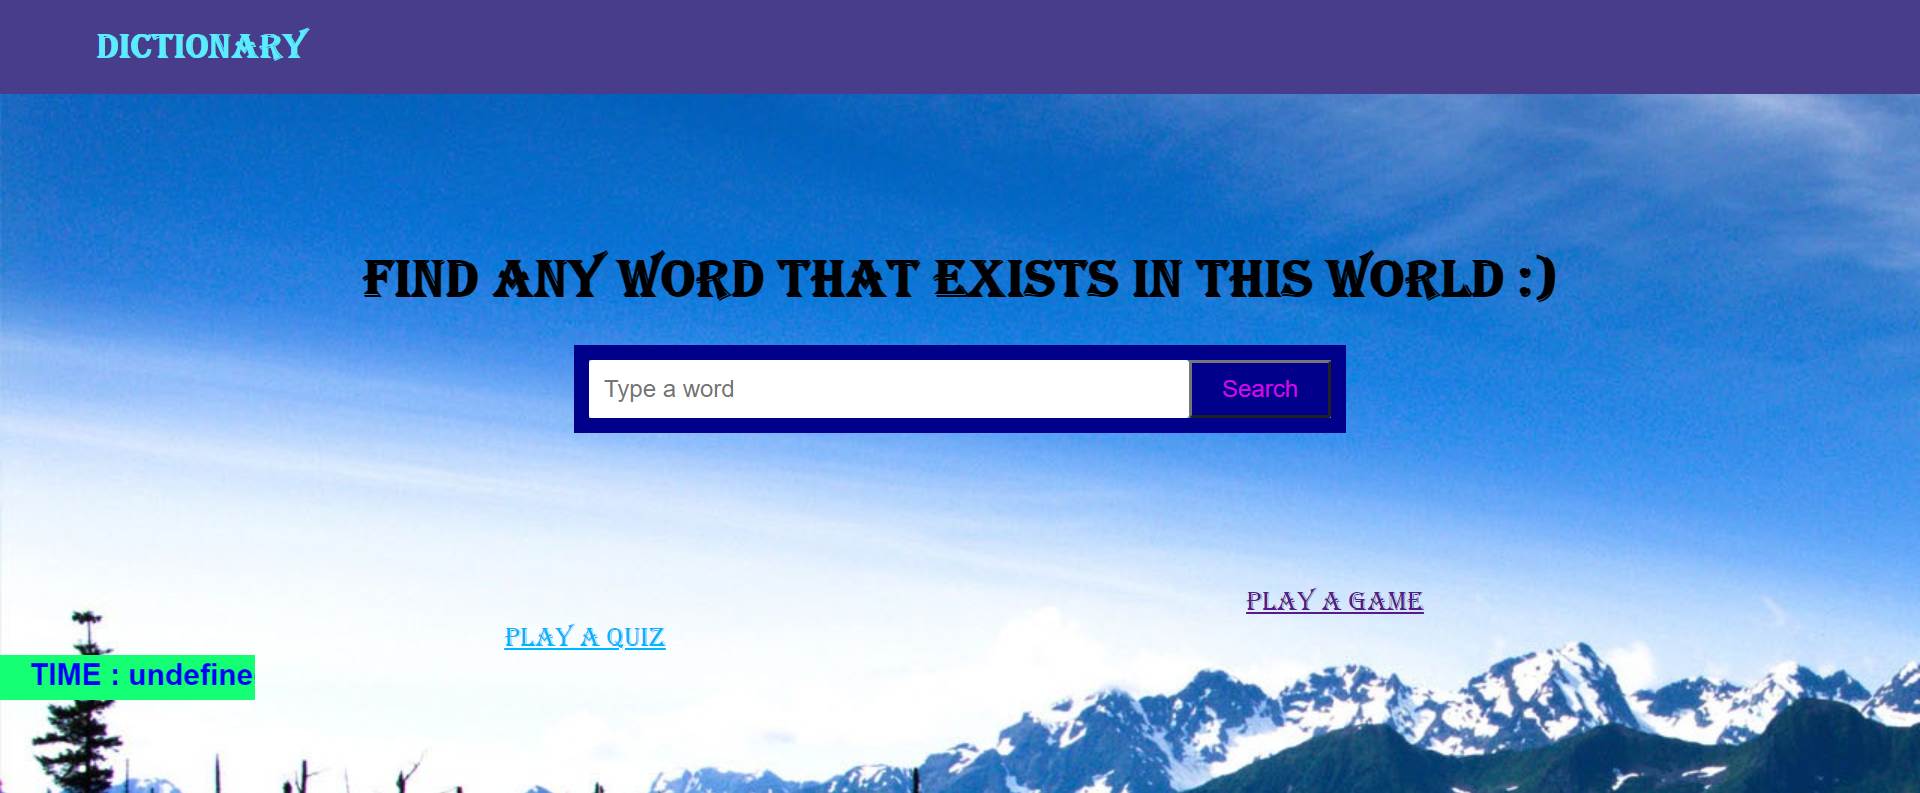 DICTIONARY
FIND ANY WORD THAT EXISTS IN THIS WORLD :)
Type a word
Search
PLAY A GAME
PLAY A QUIZ
TIME : undefine